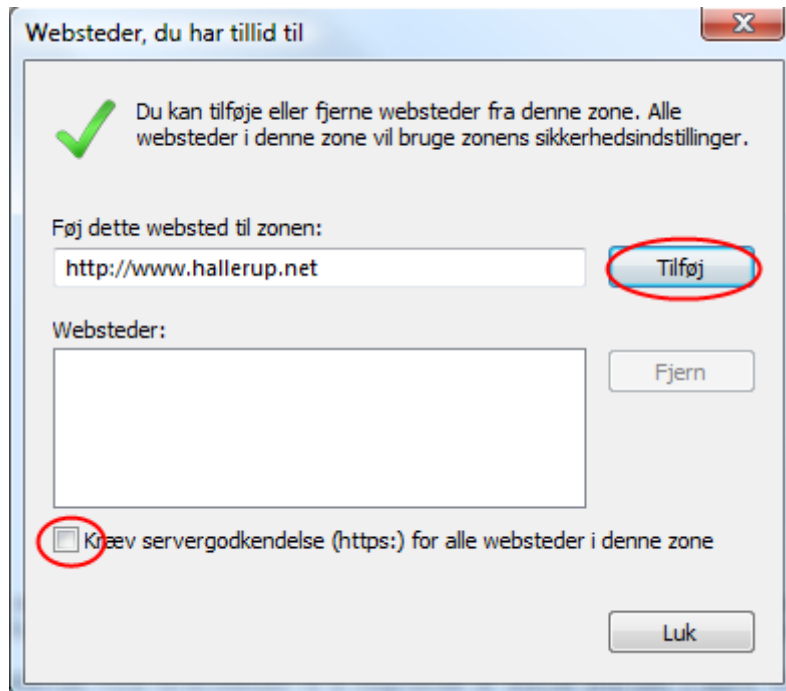 Websteder, du har tillid til
Du kan tilføje eller fjerne websteder fra denne zone. Alle
websteder i denne zone vil bruge zonens sikkerhedsindstillinger.
Føj dette websted til zonen:
http://www.hallerup.net
Tilføj
Websteder:
Fjern
Kræv servergodkendelse (https:) for alle websteder i denne zone
Luk